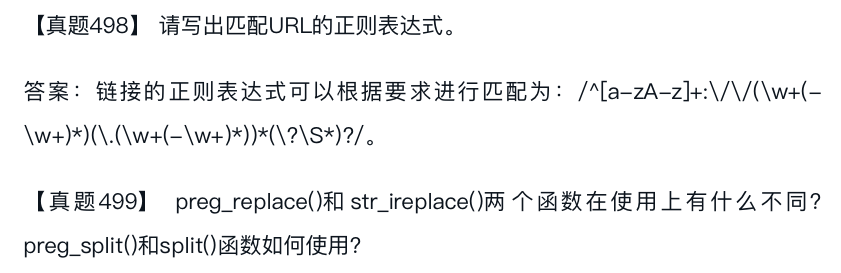 【真题498】 请写出匹配URL的正则表达式。
答案：链接的正则表达式可以根据要求进行匹配为：/^[a-zA-z]+:\/\/(\w+(-
\w+)*)(\.(\w+(-\w+)*))*(\?\S*)?/。
【真题499】 preg_replace()和 str_ireplace()两个函数在使用上有什么不同?
preg_split()和split()函数如何使用?